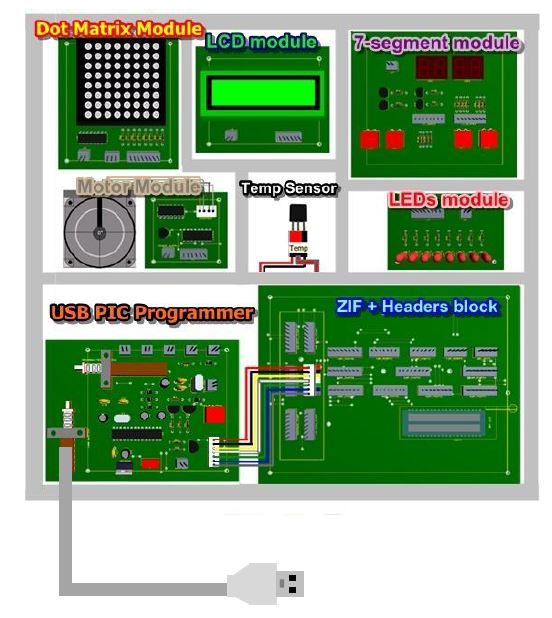 Dot Matrix Module
LCD module
7-segment module
Motor Module
Temp Sensor
LEDs module
Temp
USB PIC Programmer
ZIF + Headers block